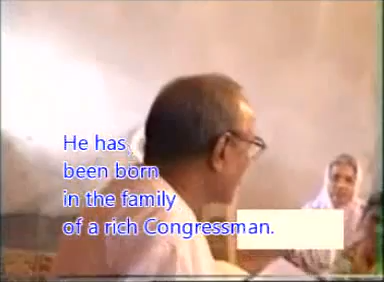 He has
been born
in the family
of a rich Congressman.